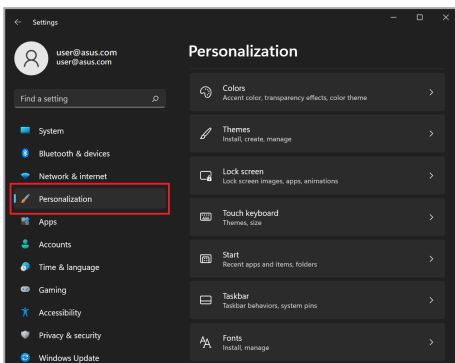 Settings
user@asus.com
user@asus.com
Find a setting
System
Bluetooth & devices
Network & internet
Personalization
Apps
Accounts
Time & language
Gaming
Accessibility
Privacy & security
Windows Update
Personalization
Colors
Accent color, transparency effects, color theme
Themes
Install, create, manage
Lock screen
Lock screen images, apps, animations
Touch keyboard
Themes, size
Start
Recent apps and items, folders
Taskbar
Taskbar behaviors, system pins
Fonts
Install, manage